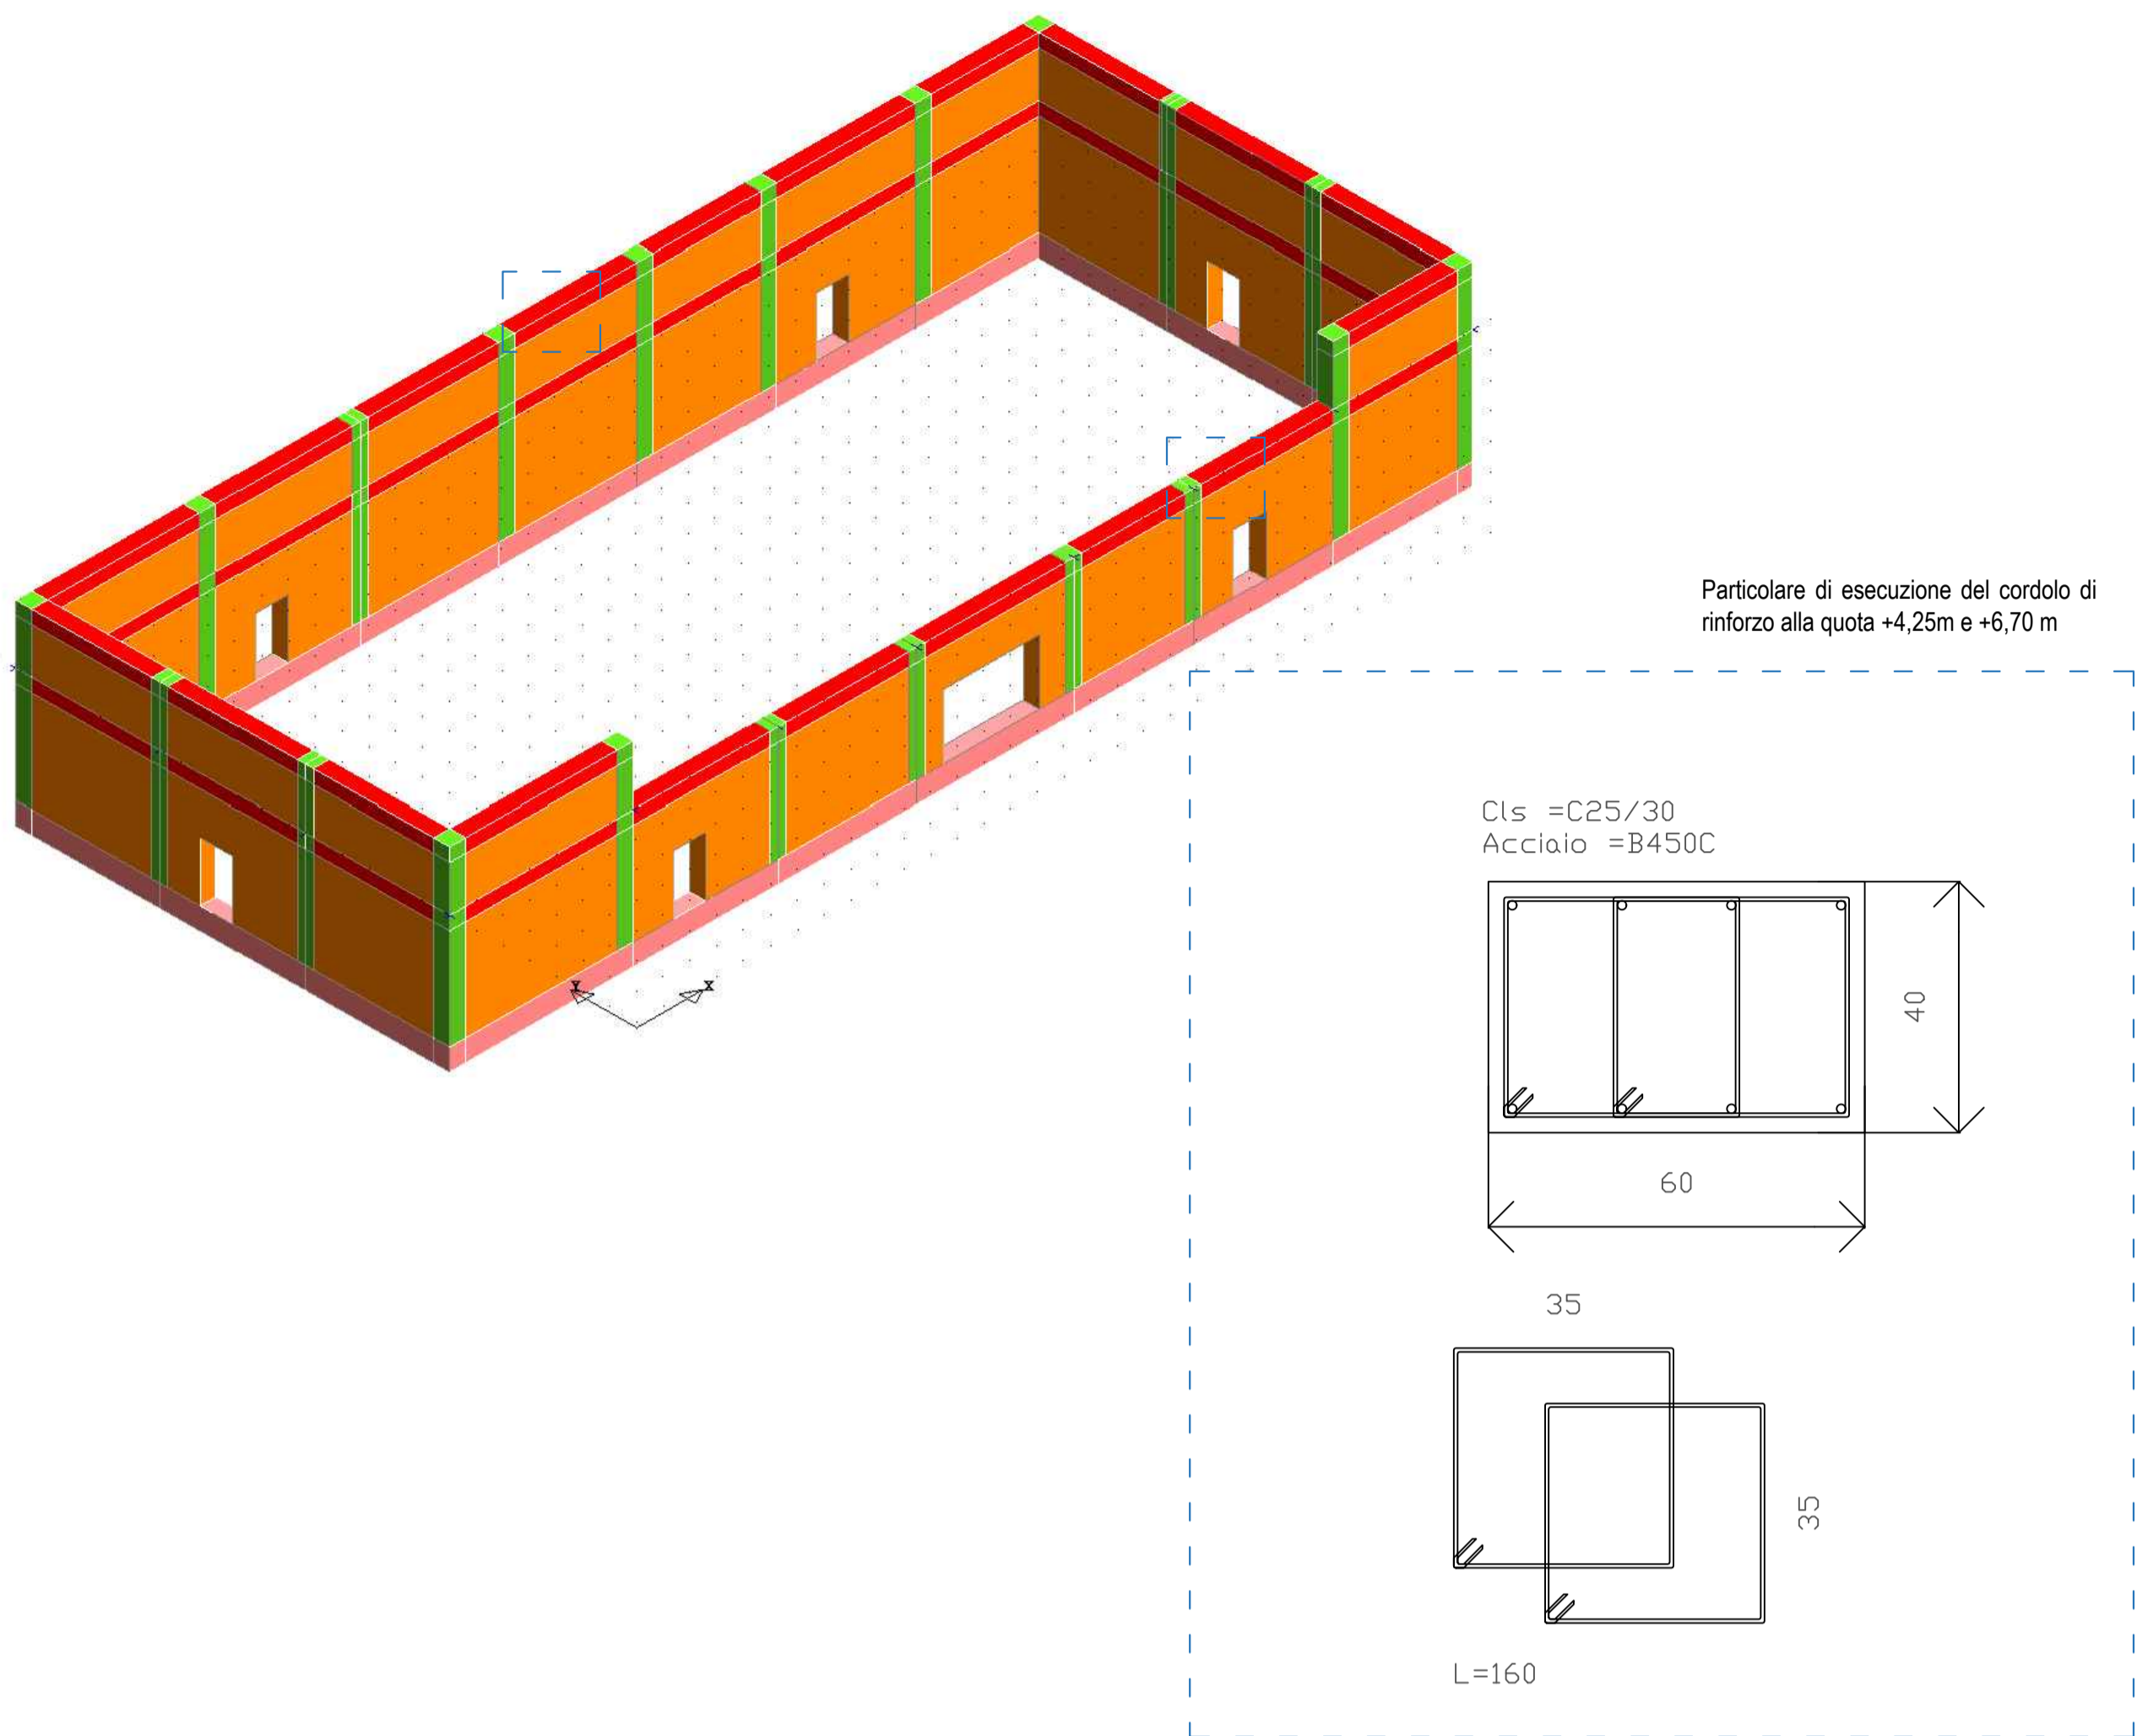 Particolare di esecuzione del cordolo di
rinforzo alla quota +4,25m e +6,70 m
Cls =C25/30
Acciaio =B450C
40
60
35
35
L=160
Y
X